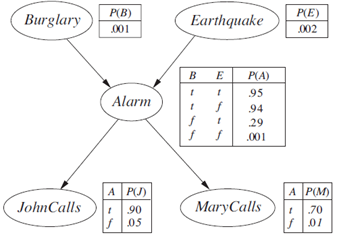 Burglary
P(B)
.001
Earthquake
P(E)
.002
Alarm
B E P(A)
t t .95
t f .94
f t .29
f f .001
JohnCalls
A P(J)
t .90
f .05
MaryCalls
A P(M)
t .70
f .01